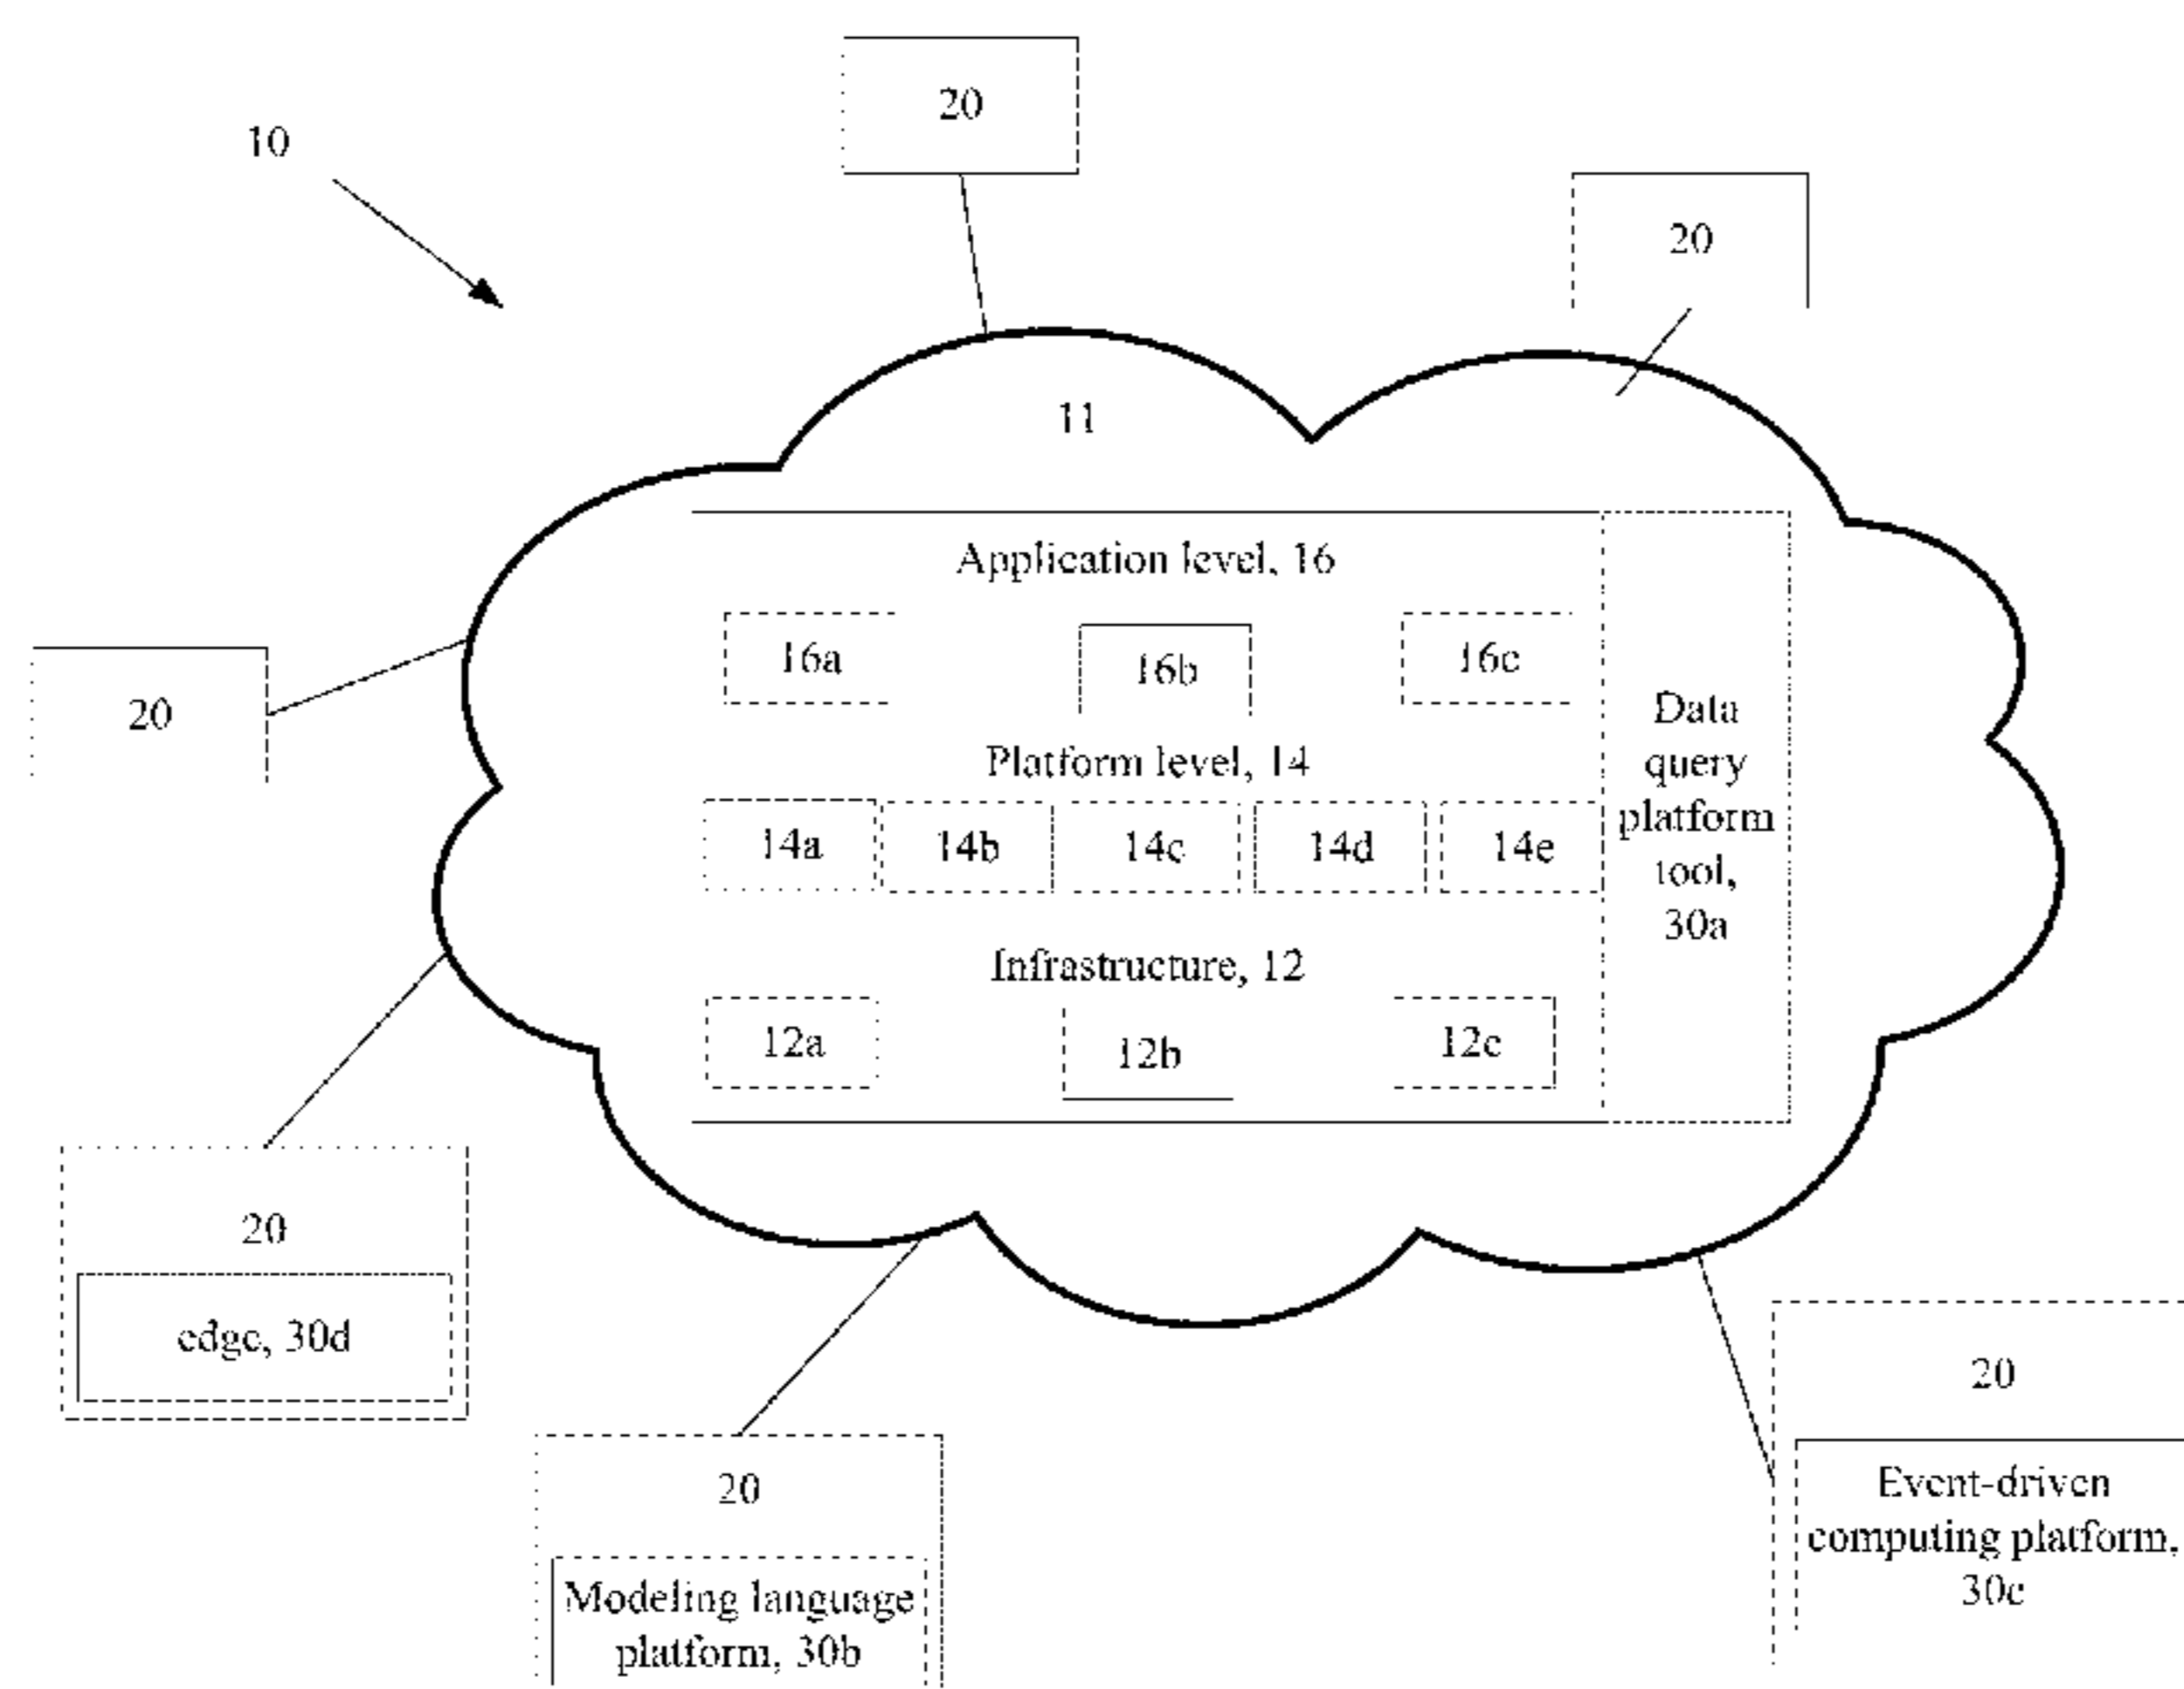 20
10
20
11
Application level, 16
16a
16b
16c
20
Platform level, 14
14a
14b
14c
14d
14e
Data
query
platform
tool,
30a
Infrastructure, 12
12a
12b
12c
20
edge, 30d
20
Modeling language
platform, 30b
20
Event-driven
computing platform,
30c